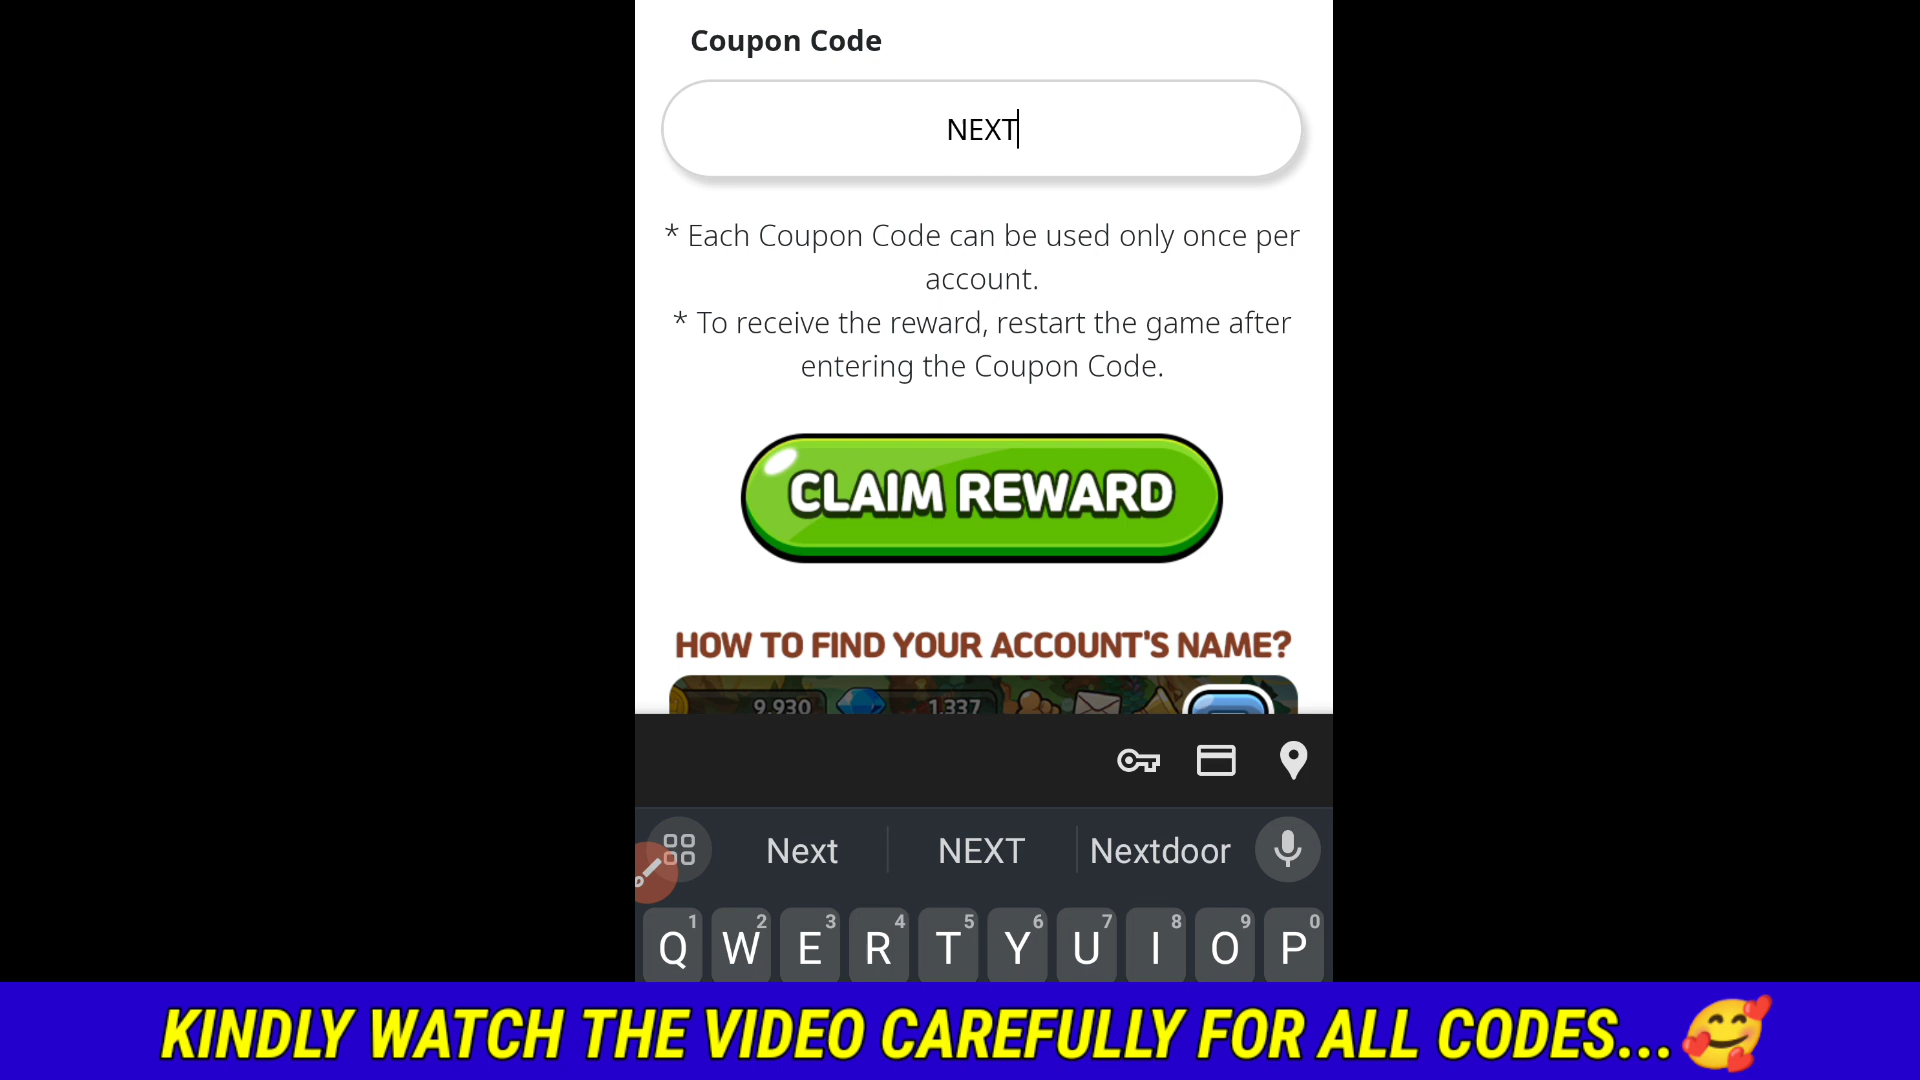 Coupon Code
NEXT
* Each Coupon Code can be used only once per
account.
* To receive the reward, restart the game after
entering the Coupon Code.
CLAIM REWARD
HOW TO FIND YOUR ACCOUNT'S NAME?
9,930 1,337
Next NEXT Nextdoor
1 2 3 4 5 6 7 8 9 0
Q W E R T Y U I O P
KINDLY WATCH THE VIDEO CAREFULLY FOR ALL CODES...